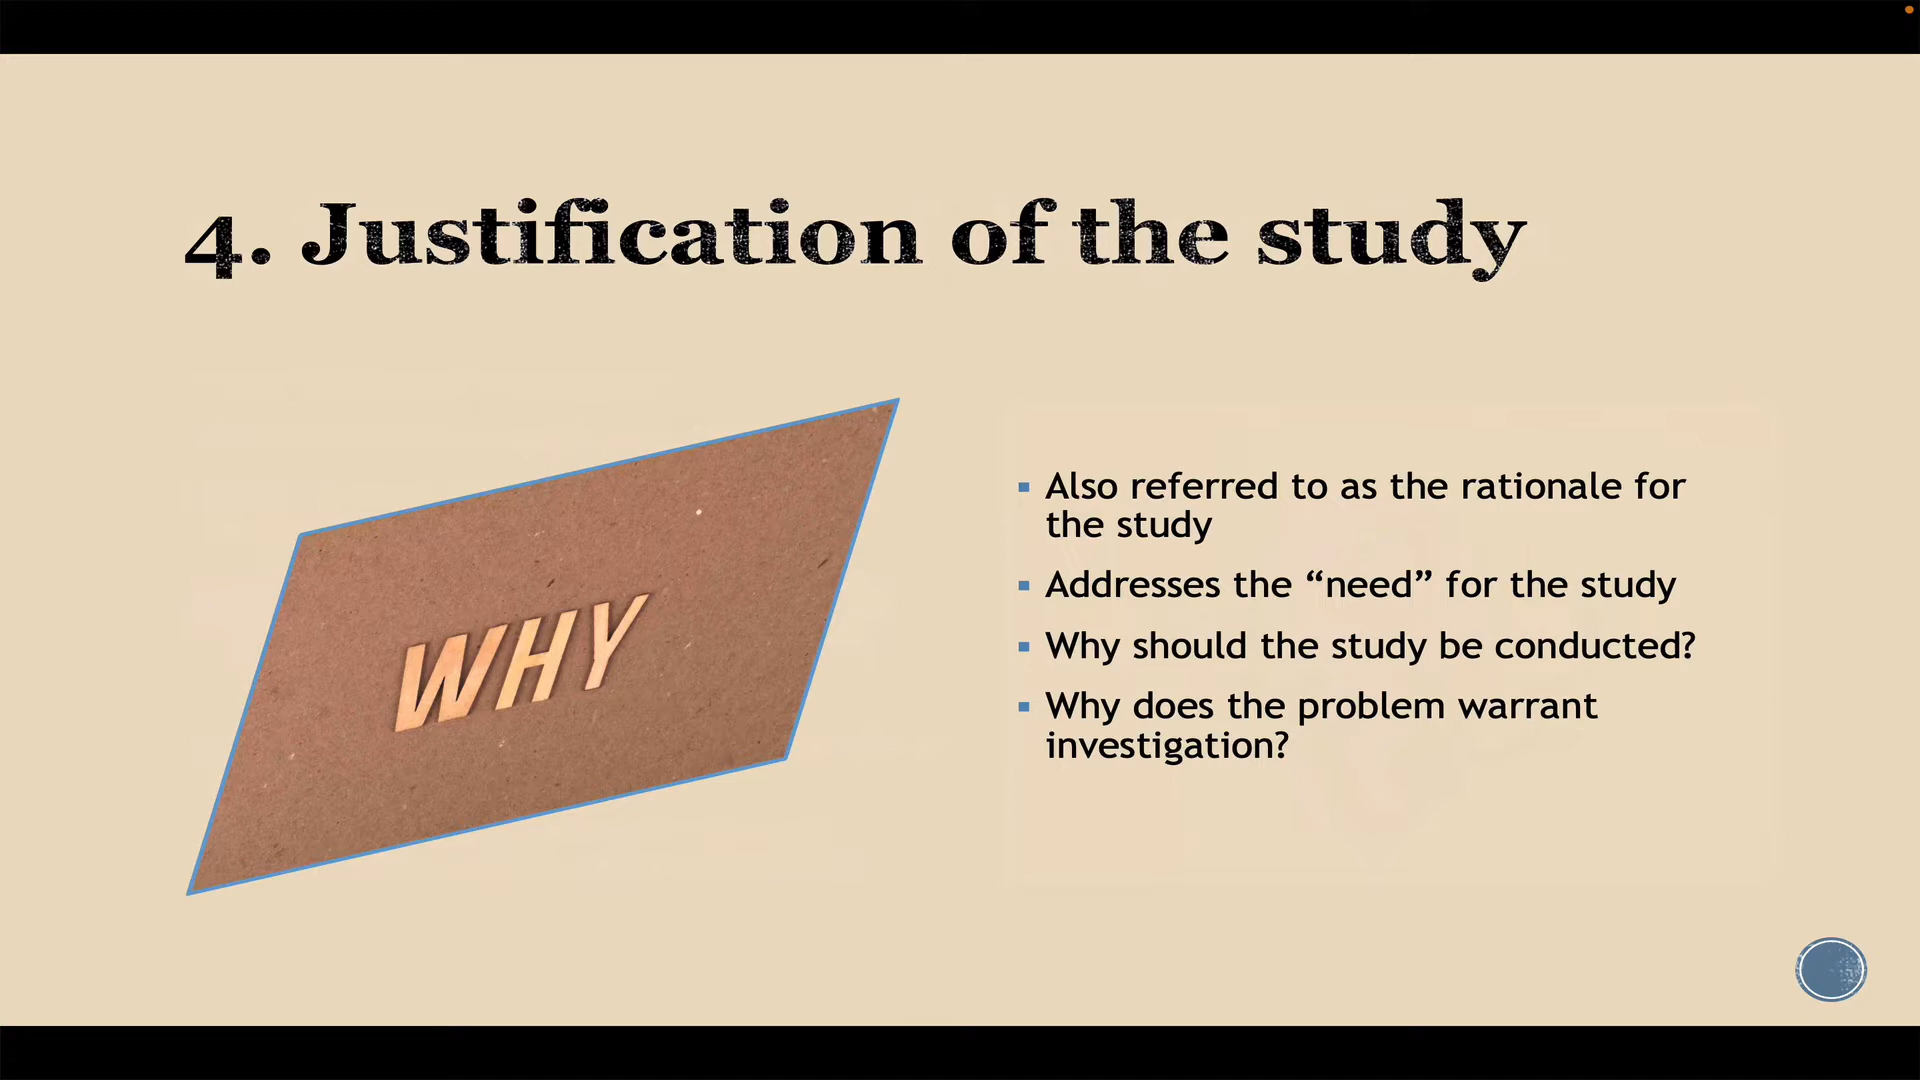 4. Justification of the study
WHY
▪ Also referred to as the rationale for
the study
▪ Addresses the “need” for the study
▪ Why should the study be conducted?
▪ Why does the problem warrant
investigation?